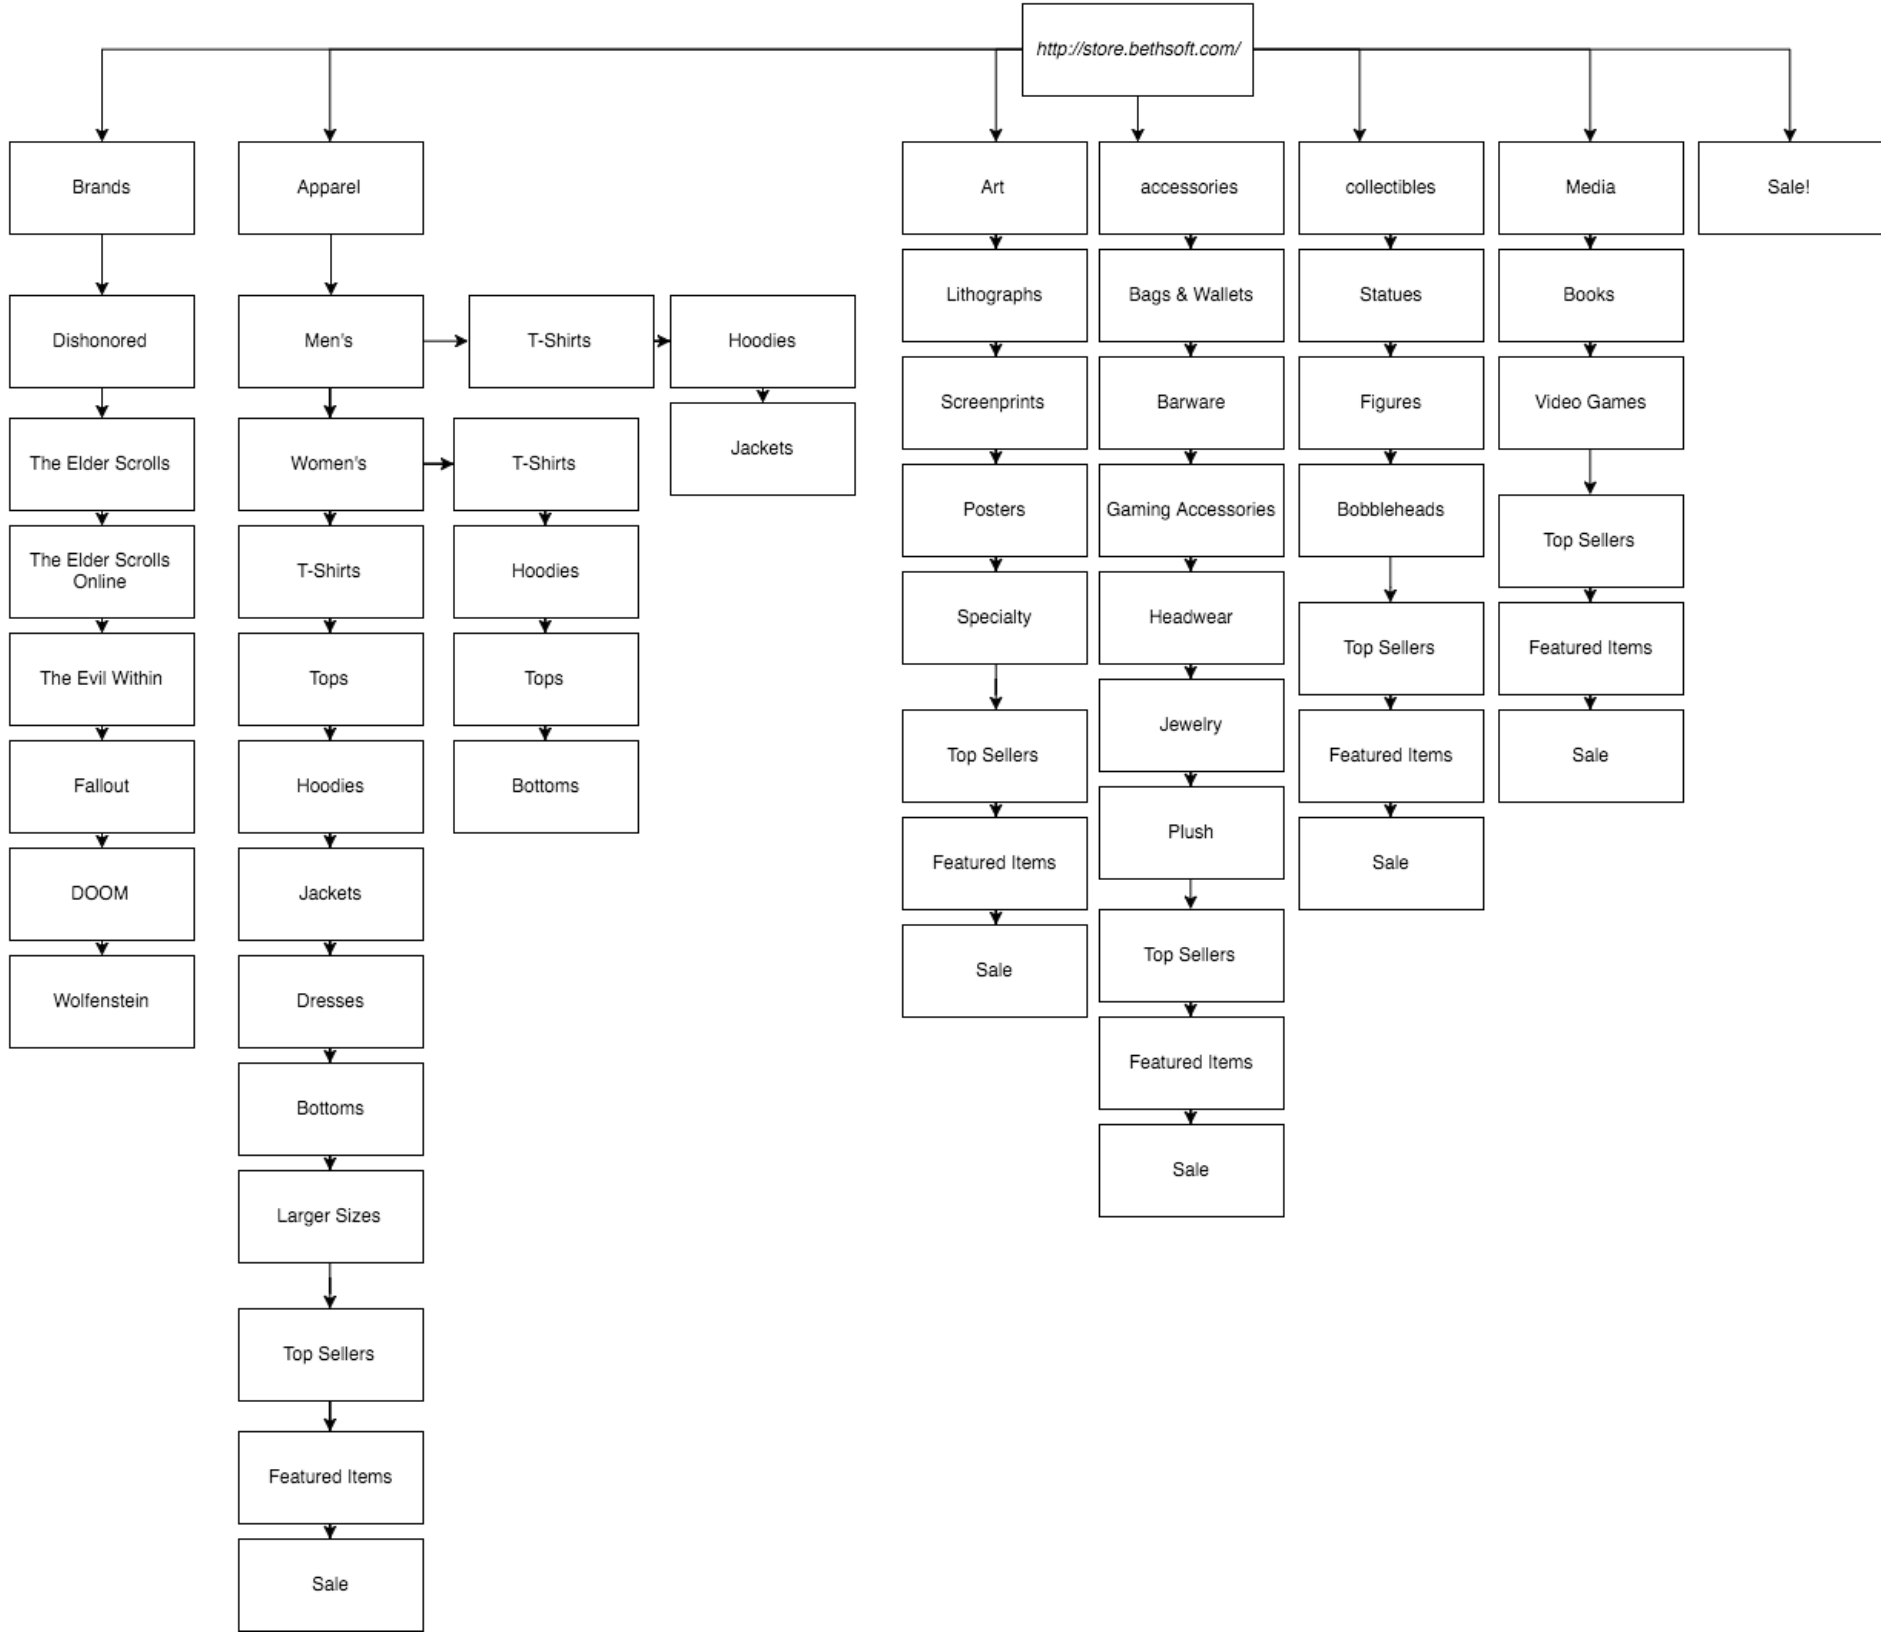 http://store.bethsoft.com/
Brands
Apparel
Art
accessories
collectibles
Media
Sale!
Dishonored
The Elder Scrolls
The Elder Scrolls
Online
The Evil Within
Fallout
DOOM
Wolfenstein
Men's
Women's
T-Shirts
Tops
Hoodies
Jackets
Dresses
Bottoms
Larger Sizes
Top Sellers
Featured Items
Sale
T-Shirts
Hoodies
Jackets
T-Shirts
Hoodies
Tops
Bottoms
Lithographs
Screenprints
Posters
Specialty
Top Sellers
Featured Items
Sale
Bags & Wallets
Barware
Gaming Accessories
Headwear
Jewelry
Plush
Top Sellers
Featured Items
Sale
Statues
Figures
Bobbleheads
Top Sellers
Featured Items
Sale
Books
Video Games
Top Sellers
Featured Items
Sale